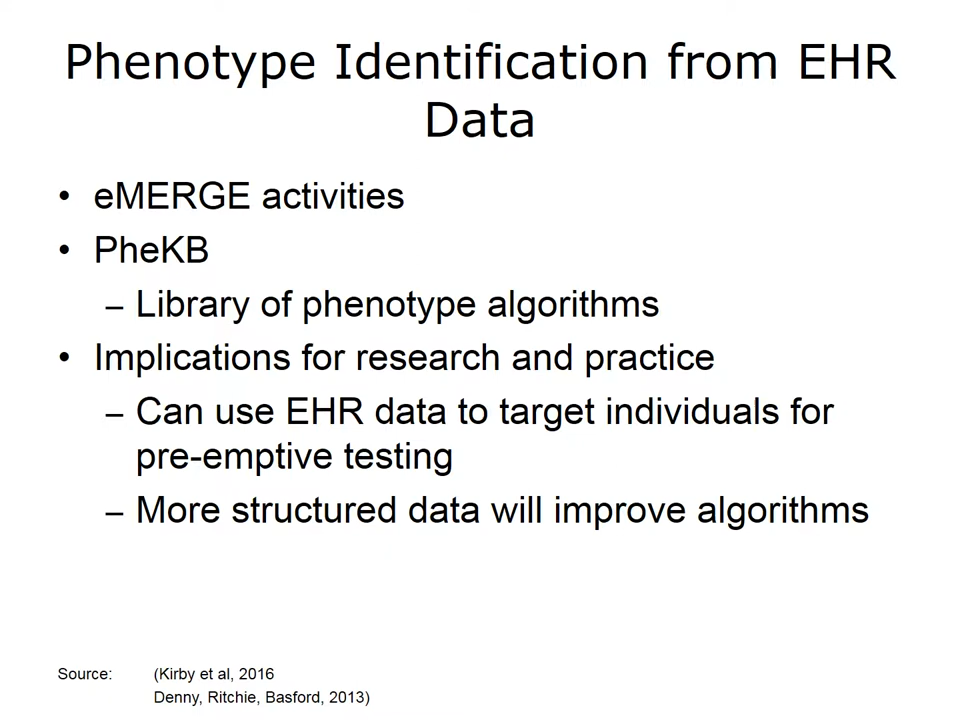 Phenotype Identification from EHR
Data
• eMERGE activities
• PheKB
– Library of phenotype algorithms
• Implications for research and practice
– Can use EHR data to target individuals for
pre-emptive testing
– More structured data will improve algorithms
Source: (Kirby et al, 2016
Denny, Ritchie, Basford, 2013)